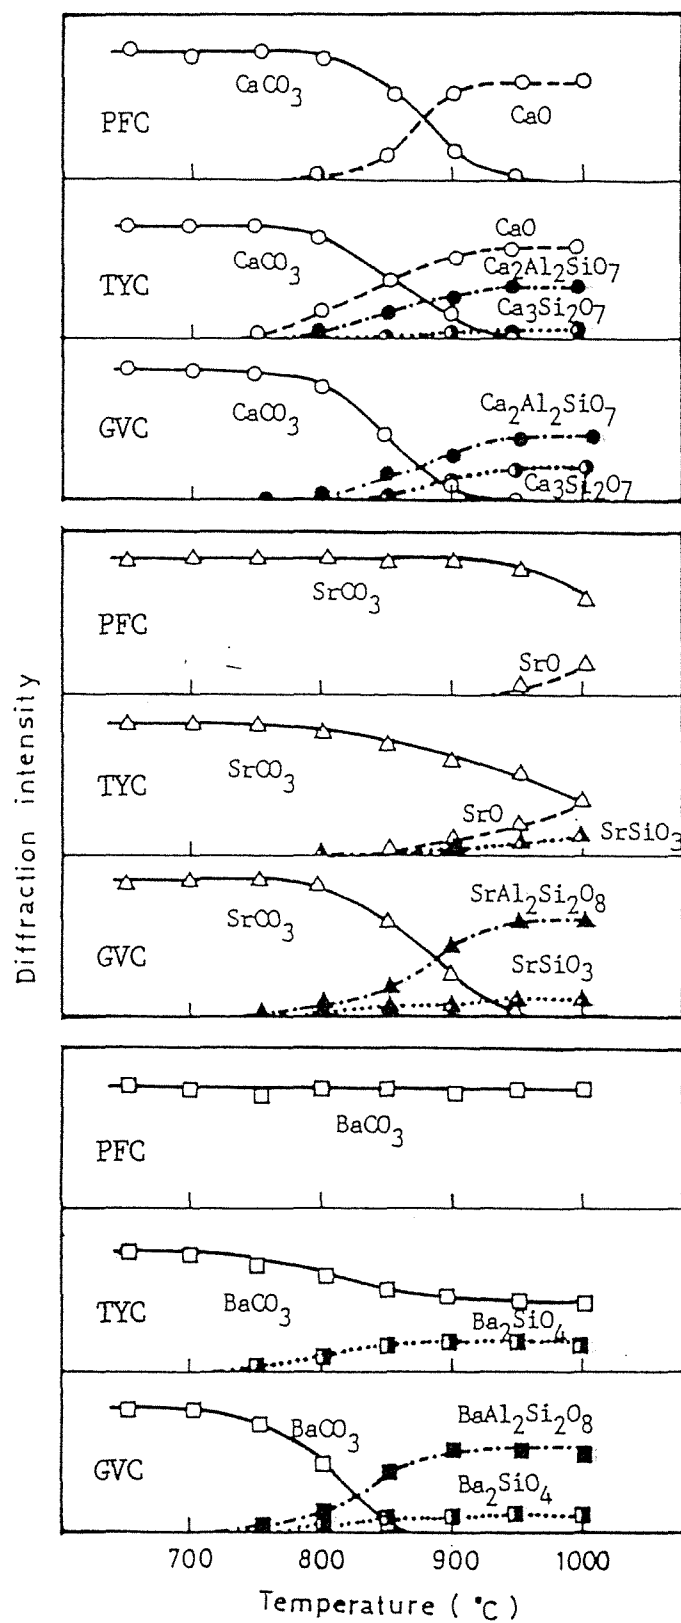 CaCO3
PFC
CaO
CaO
CaCO3
Ca2Al2SiO7
TYC
Ca3Si2O7
Ca2Al2SiO7
CaCO3
GVC
Ca3Si2O7
SrCO3
PFC
SrO
TYC
SrCO3
SrO
SrSiO3
SrAl2Si2O8
SrCO3
GVC
SrSiO3
BaCO3
PFC
BaCO3
TYC
Ba2SiO4
BaCO3
BaAl2Si2O8
GVC
Ba2SiO4
700 800 900 1000
Temperature (°C)
Diffraction intensity